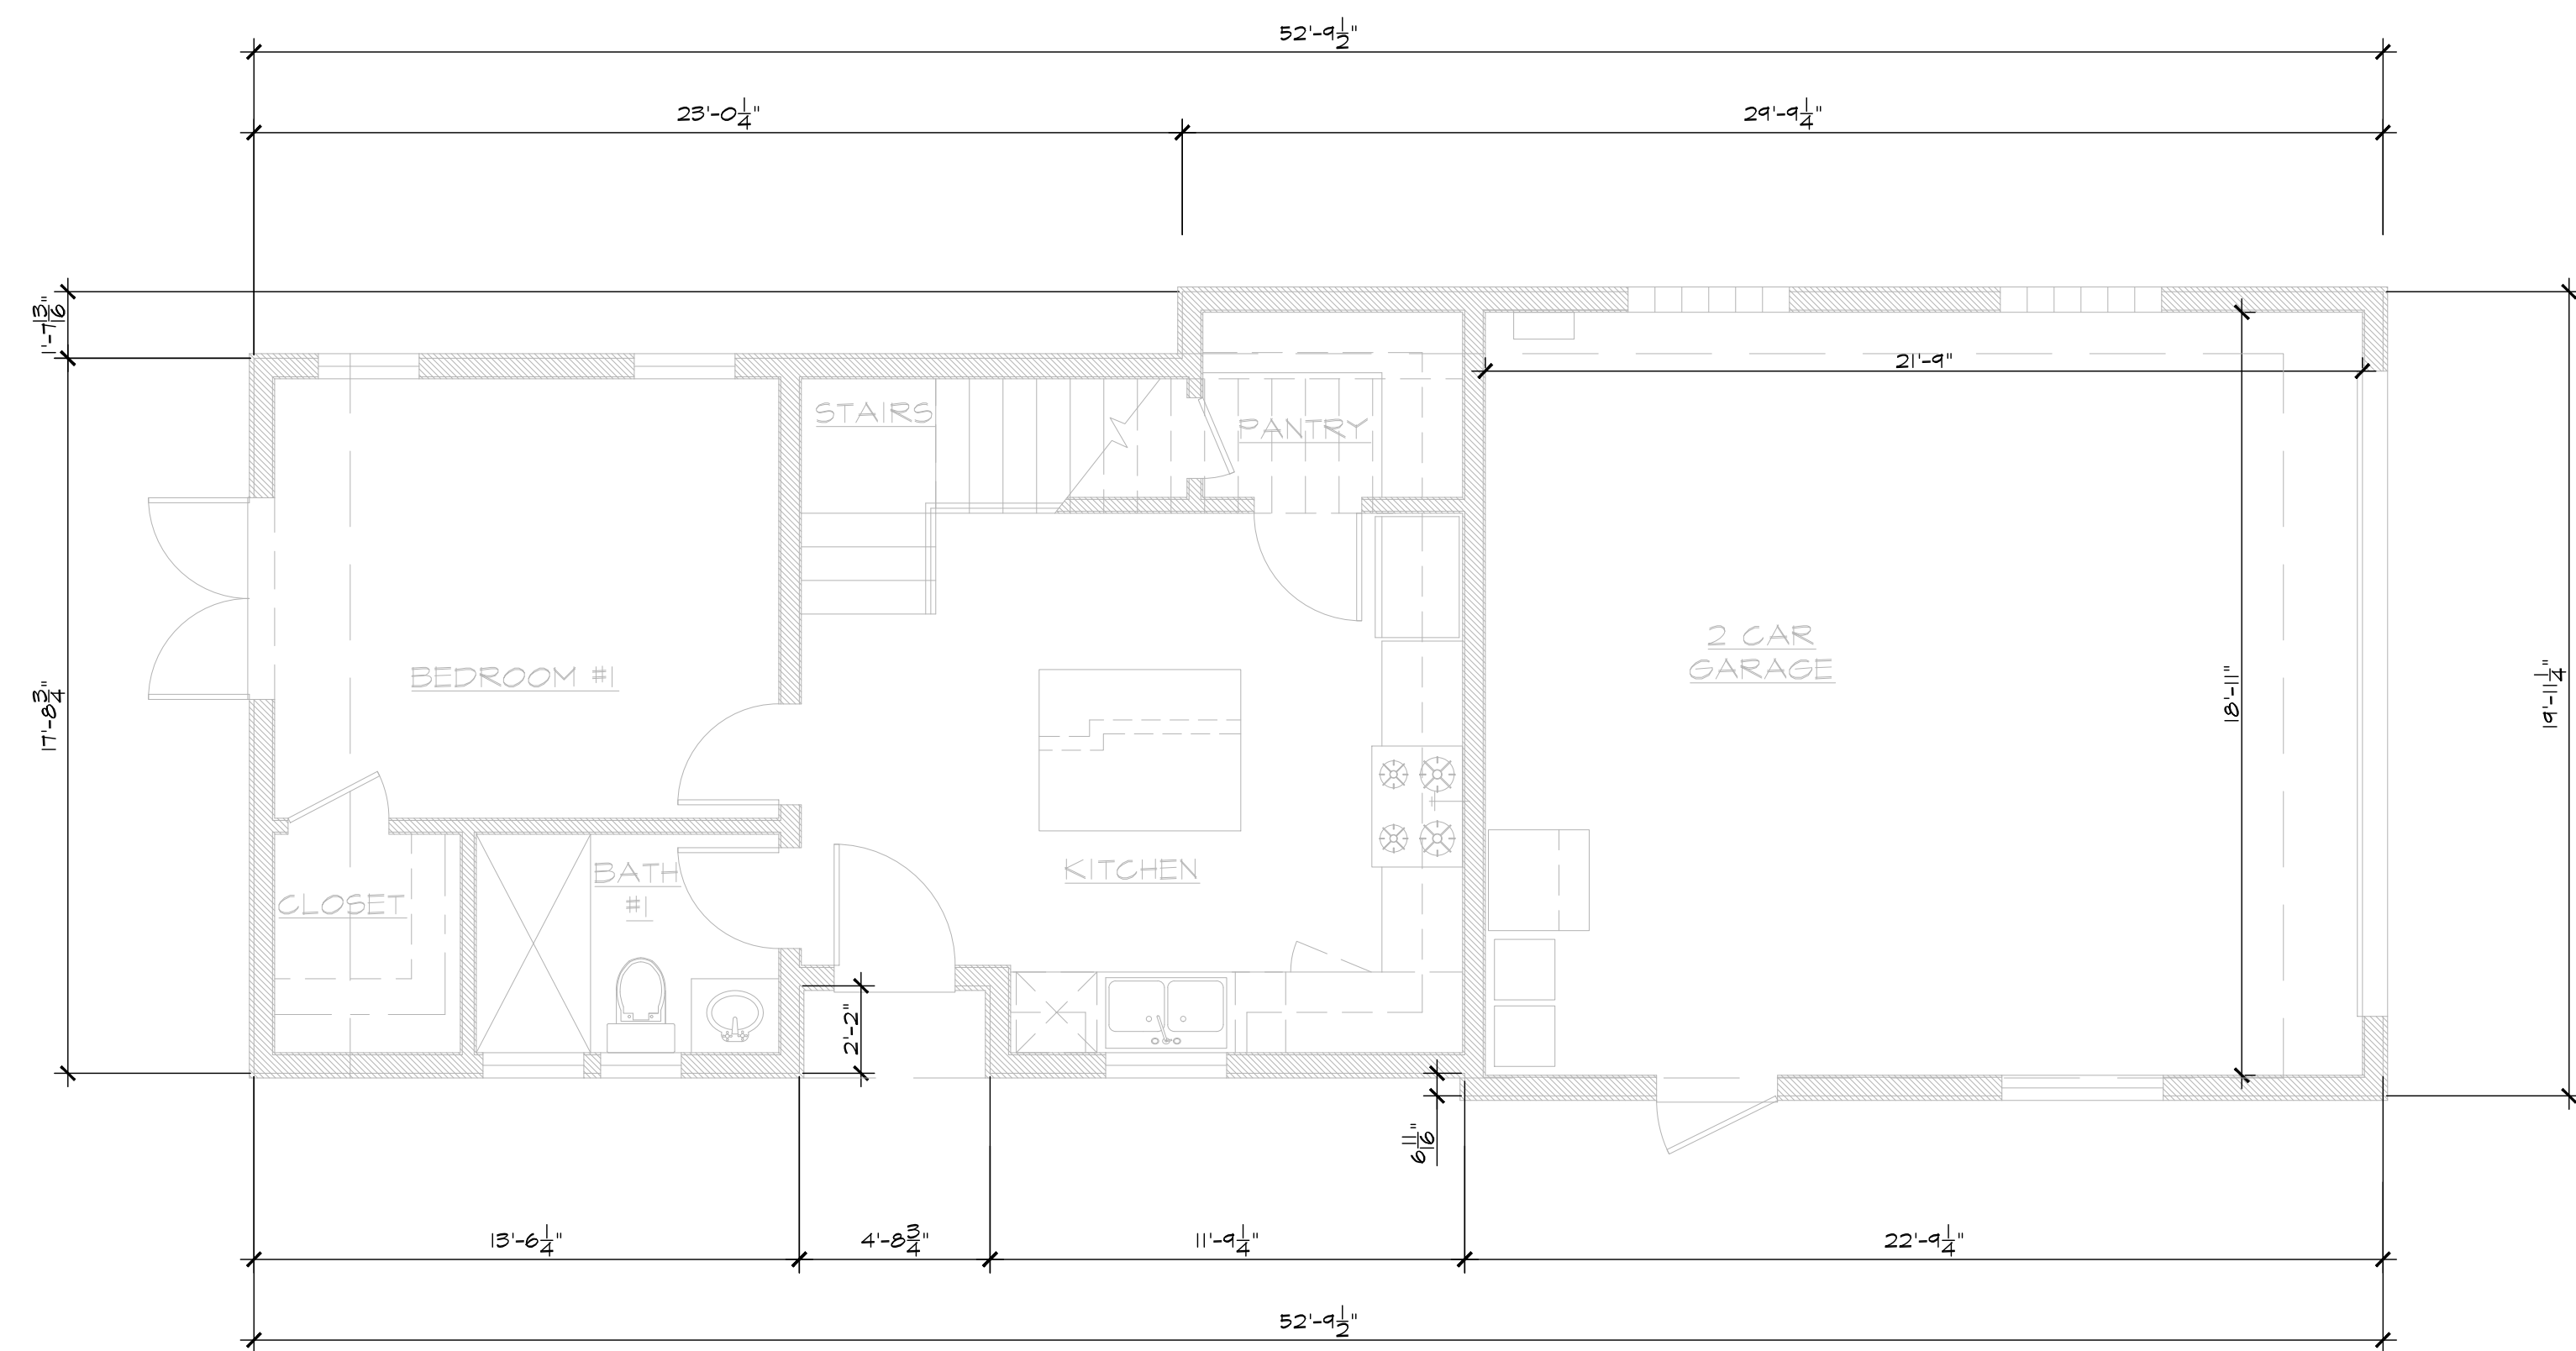 52'-9 1/2"
23'-0 1/4"
29'-9 1/4"
1'-7 13/16"
21'-9"
STAIRS
PANTRY
2 CAR
GARAGE
BEDROOM #1
17'-8 3/4"
18'-11"
19'-11 1/4"
KITCHEN
BATH
#1
CLOSET
2'-2"
6 11/16"
13'-6 1/4"
4'-8 3/4"
11'-9 1/4"
22'-9 1/4"
52'-9 1/2"